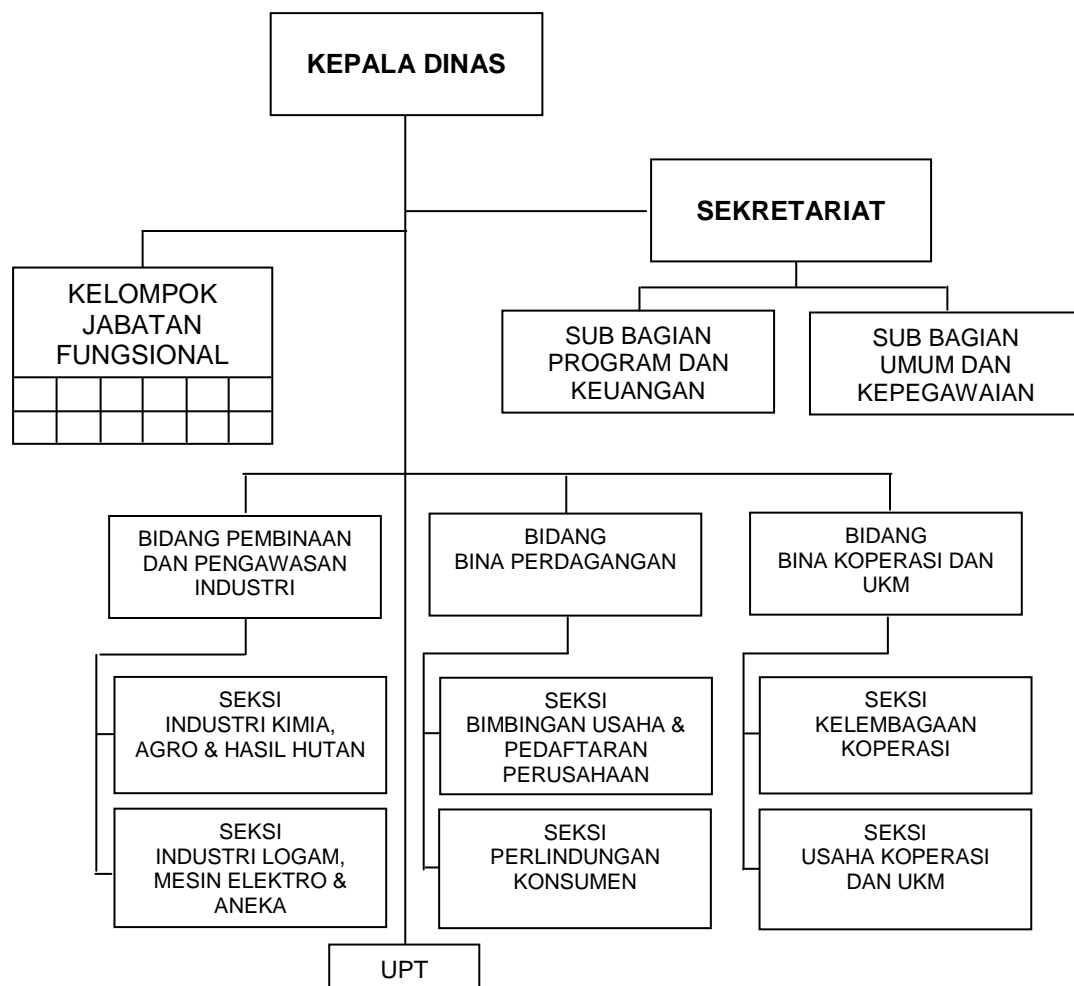 KEPALA DINAS
SEKRETARIAT
KELOMPOK
JABATAN
FUNGSIONAL
SUB BAGIAN
PROGRAM DAN
KEUANGAN
SUB BAGIAN
UMUM DAN
KEPEGAWAIAN
BIDANG PEMBINAAN
DAN PENGAWASAN
INDUSTRI
BIDANG
BINA PERDAGANGAN
BIDANG
BINA KOPERASI DAN
UKM
SEKSI
INDUSTRI KIMIA,
AGRO & HASIL HUTAN
SEKSI
BIMBINGAN USAHA &
PEDAFTARAN
PERUSAHAAN
SEKSI
KELEMBAGAAN
KOPERASI
SEKSI
INDUSTRI LOGAM,
MESIN ELEKTRO &
ANEKA
SEKSI
PERLINDUNGAN
KONSUMEN
SEKSI
USAHA KOPERASI
DAN UKM
UPT